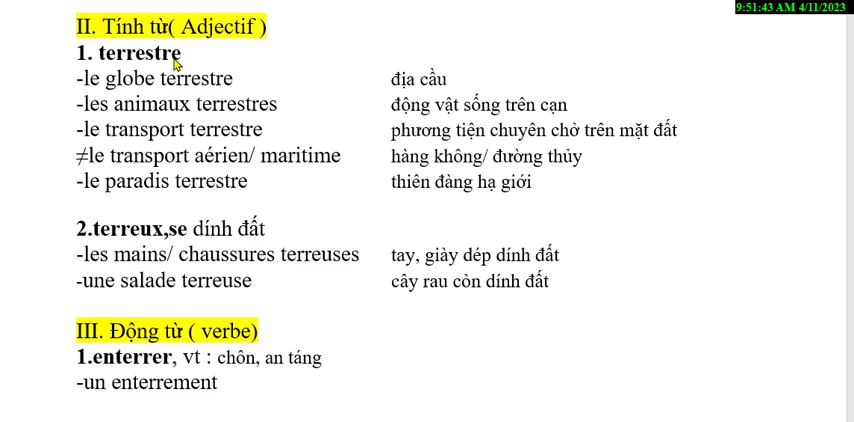 9:51:43 AM 4/11/2023
II. Tính từ( Adjectif )
1. terrestre
-le globe terrestre địa cầu
-les animaux terrestres động vật sống trên cạn
-le transport terrestre phương tiện chuyên chở trên mặt đất
≠le transport aérien/ maritime hàng không/ đường thủy
-le paradis terrestre thiên đàng hạ giới
2.terreux,se dính đất
-les mains/ chaussures terreuses tay, giày dép dính đất
-une salade terreuse cây rau còn dính đất
III. Động từ ( verbe)
1.enterrer, vt : chôn, an táng
-un enterrement